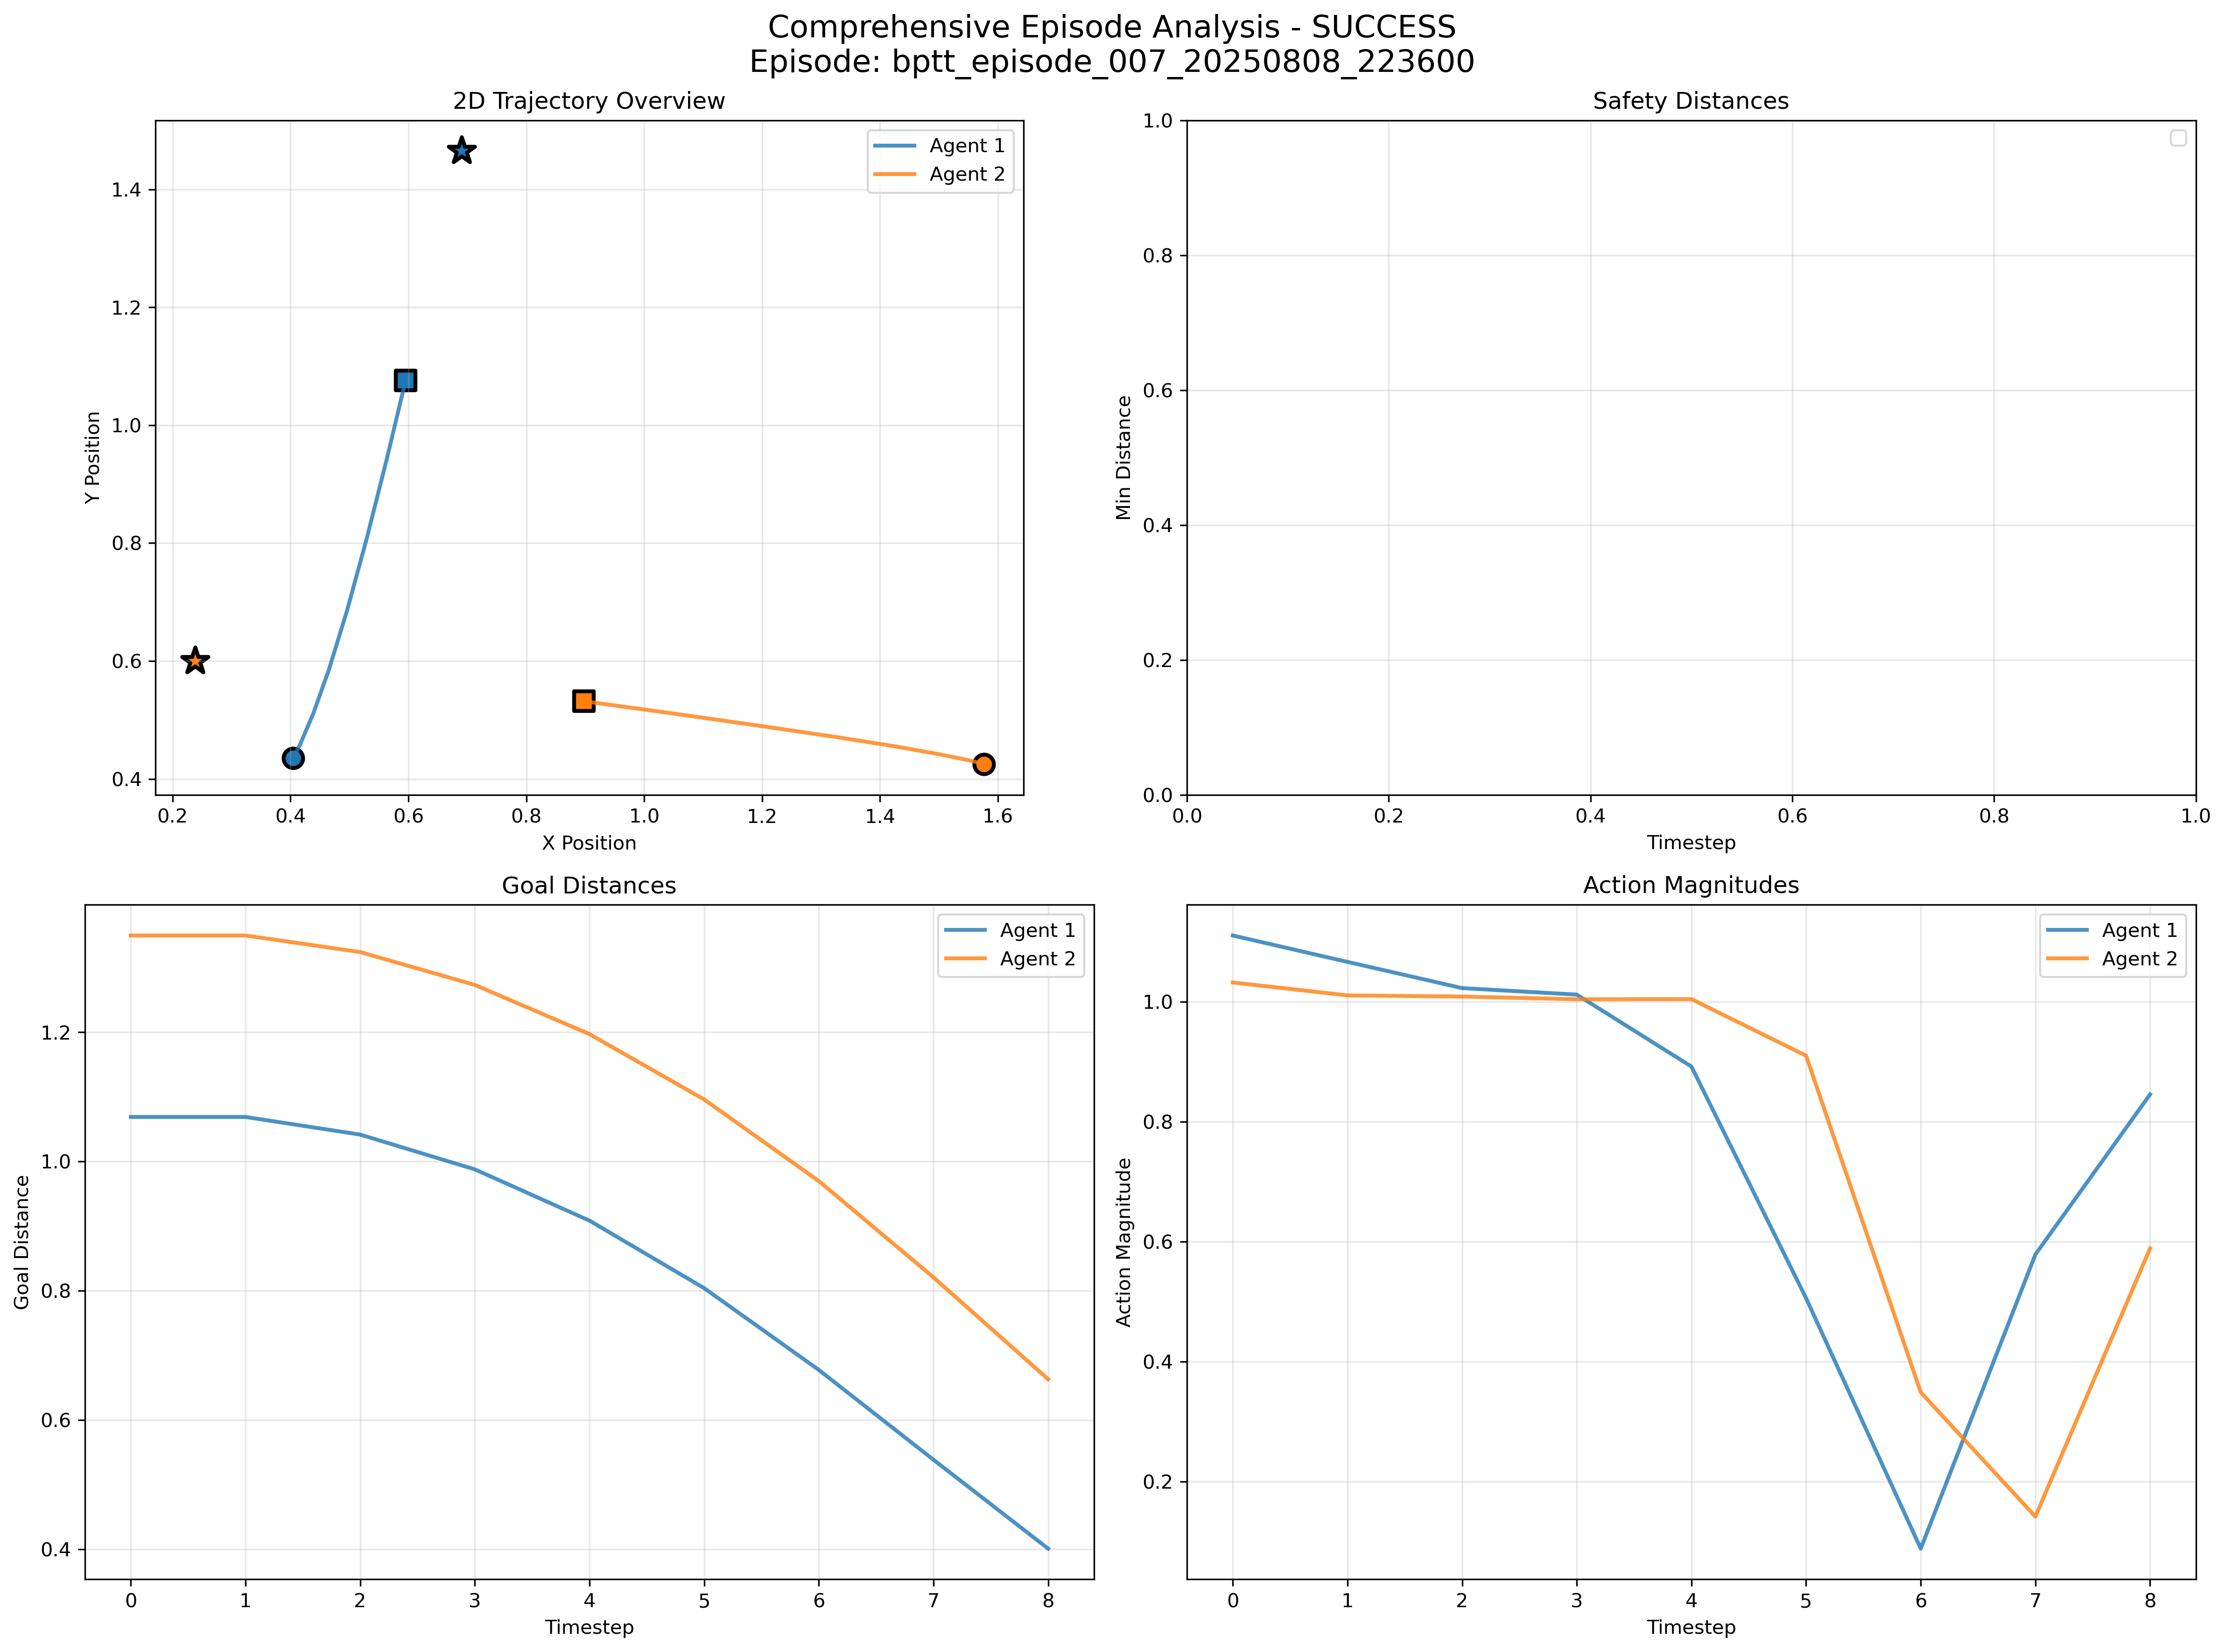 Comprehensive Episode Analysis - SUCCESS
Episode: bptt_episode_007_20250808_223600
2D Trajectory Overview
Agent 1
Agent 2
1.4
1.2
1.0
0.8
0.6
0.4
Y Position
0.2 0.4 0.6 0.8 1.0 1.2 1.4 1.6
X Position
Safety Distances
1.0
0.8
0.6
0.4
0.2
0.0
Min Distance
0.0 0.2 0.4 0.6 0.8 1.0
Timestep
Goal Distances
Agent 1
Agent 2
1.2
1.0
0.8
0.6
0.4
Goal Distance
0 1 2 3 4 5 6 7 8
Timestep
Action Magnitudes
Agent 1
Agent 2
1.0
0.8
0.6
0.4
0.2
Action Magnitude
0 1 2 3 4 5 6 7 8
Timestep